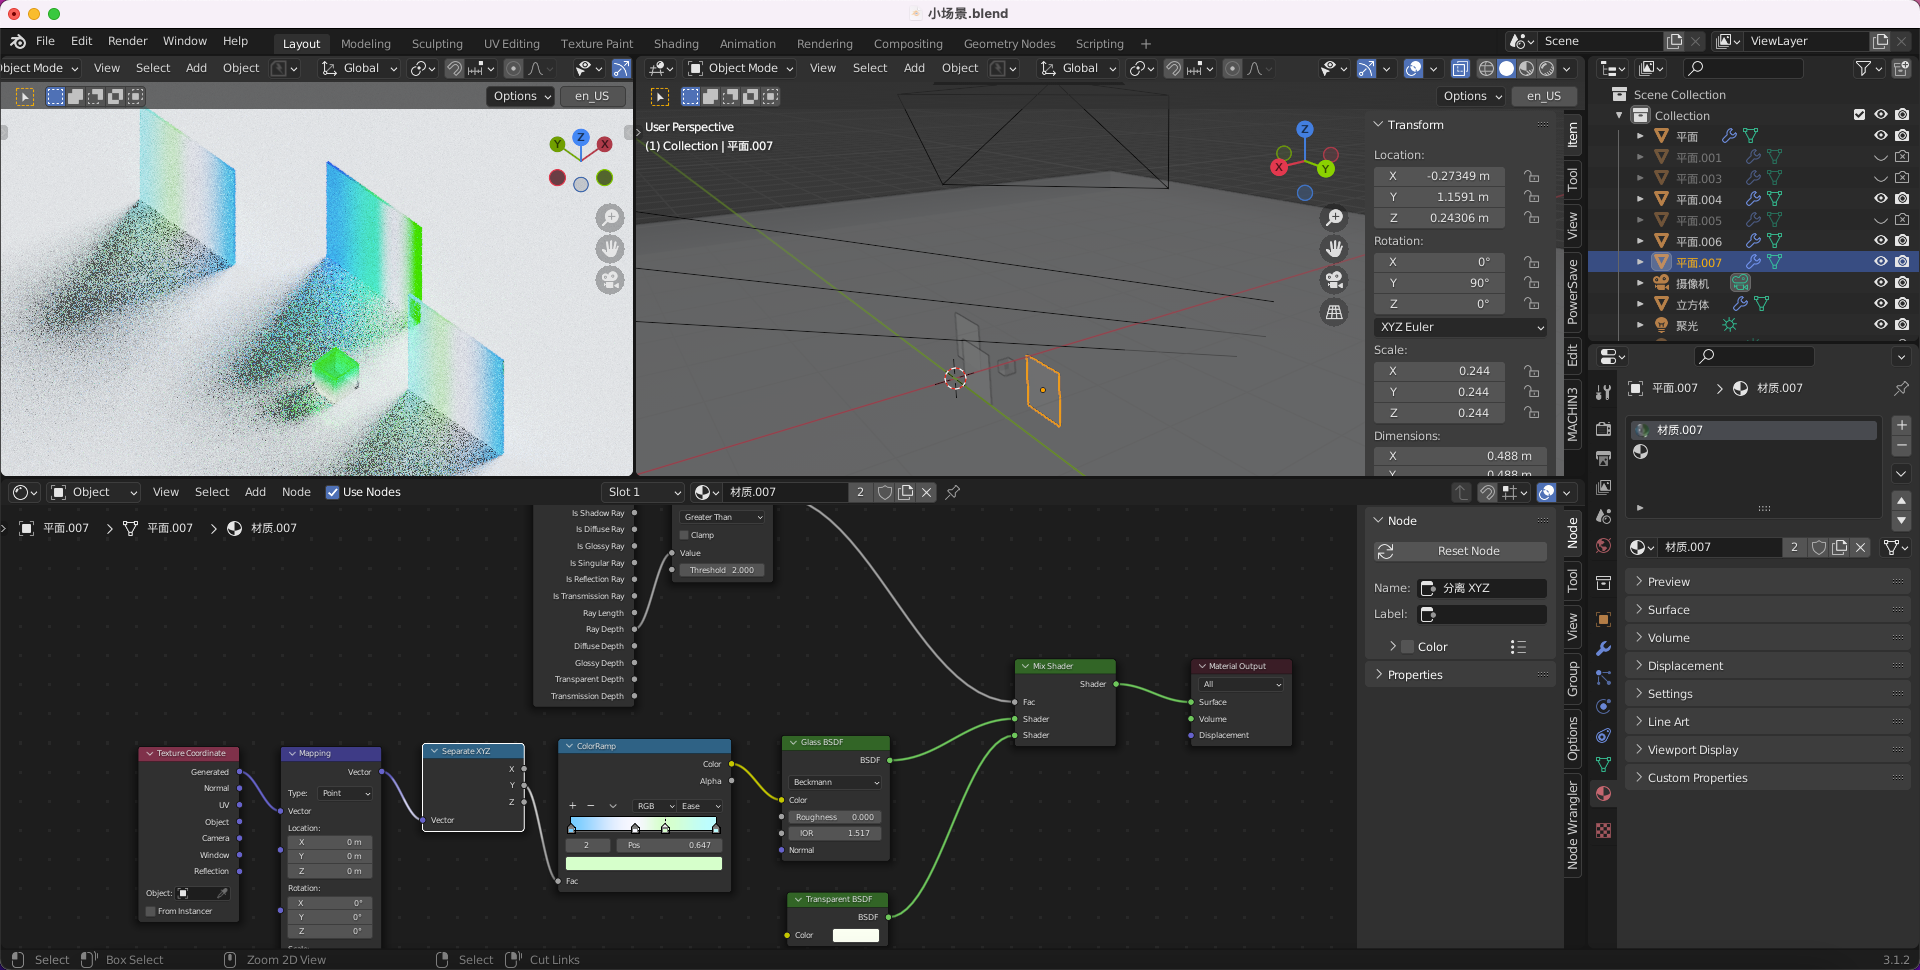 小场景.blend
File Edit Render Window Help Layout Modeling Sculpting UV Editing Texture Paint Shading Animation Rendering Compositing Geometry Nodes Scripting + Scene ViewLayer
bject Mode View Select Add Object Global
Object Mode View Select Add Object Global
Options en_US
Options en_US
User Perspective
(1) Collection | 平面.007
Z
Y
X
Z
X
Y
Transform
Location:
X -0.27349 m
Y 1.1591 m
Z 0.24306 m
Rotation:
X 0°
Y 90°
Z 0°
XYZ Euler
Scale:
X 0.244
Y 0.244
Z 0.244
Dimensions:
X 0.488 m
Y 0.488 m
Item
Tool
View
PowerSave
Edit
MACHIN3
Scene Collection
Collection
平面
平面.001
平面.003
平面.004
平面.005
平面.006
平面.007
摄像机
立方体
聚光
平面.007 > 材质.007
材质.007
材质.007 2
Preview
Surface
Volume
Displacement
Settings
Line Art
Viewport Display
Custom Properties
Object View Select Add Node Use Nodes Slot 1 材质.007 2
平面.007 > 平面.007 > 材质.007
Is Shadow Ray
Is Diffuse Ray
Is Glossy Ray
Is Singular Ray
Is Reflection Ray
Is Transmission Ray
Ray Length
Ray Depth
Diffuse Depth
Glossy Depth
Transparent Depth
Transmission Depth
Greater Than
Clamp
Value
Threshold 2.000
Mix Shader
Shader
Fac
Shader
Shader
Material Output
All
Surface
Volume
Displacement
Texture Coordinate
Generated
Normal
UV
Object
Camera
Window
Reflection
Object:
From Instancer
Mapping
Vector
Type: Point
Vector
Location:
X 0 m
Y 0 m
Z 0 m
Rotation:
X 0°
Y 0°
Z 0°
Separate XYZ
X
Y
Z
Vector
ColorRamp
Color
Alpha
+ − RGB Ease
2 Pos 0.647
Fac
Glass BSDF
BSDF
Beckmann
Color
Roughness 0.000
IOR 1.517
Normal
Transparent BSDF
BSDF
Color
Node
Reset Node
Name: 分离 XYZ
Label:
Color
Properties
Node
Tool
View
Group
Options
Node Wrangler
Select Box Select Zoom 2D View Select Cut Links 3.1.2